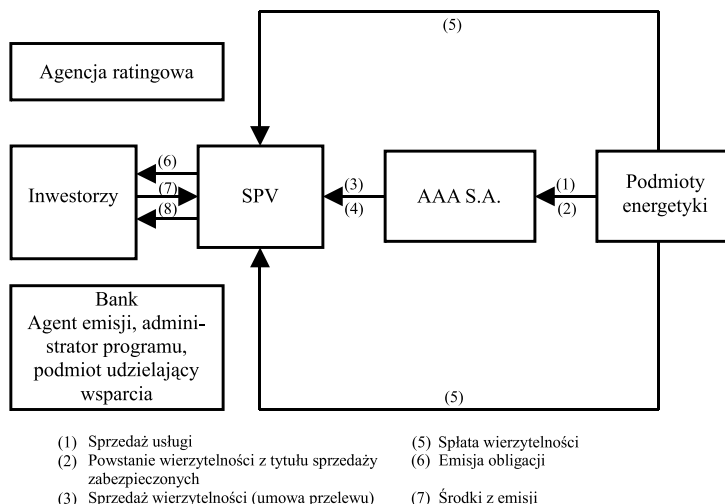 (5)
Agencja ratingowa
Inwestorzy
(6)
(7)
(8)
SPV
(3)
(4)
AAA S.A.
(1)
(2)
Podmioty
energetyki
Bank
Agent emisji, admini-
strator programu,
podmiot udzielający
wsparcia
(5)
(1) Sprzedaż usługi
(2) Powstanie wierzytelności z tytułu sprzedaży
zabezpieczonych
(3) Sprzedaż wierzytelności (umowa przelewu)
(5) Spłata wierzytelności
(6) Emisja obligacji
(7) Środki z emisji